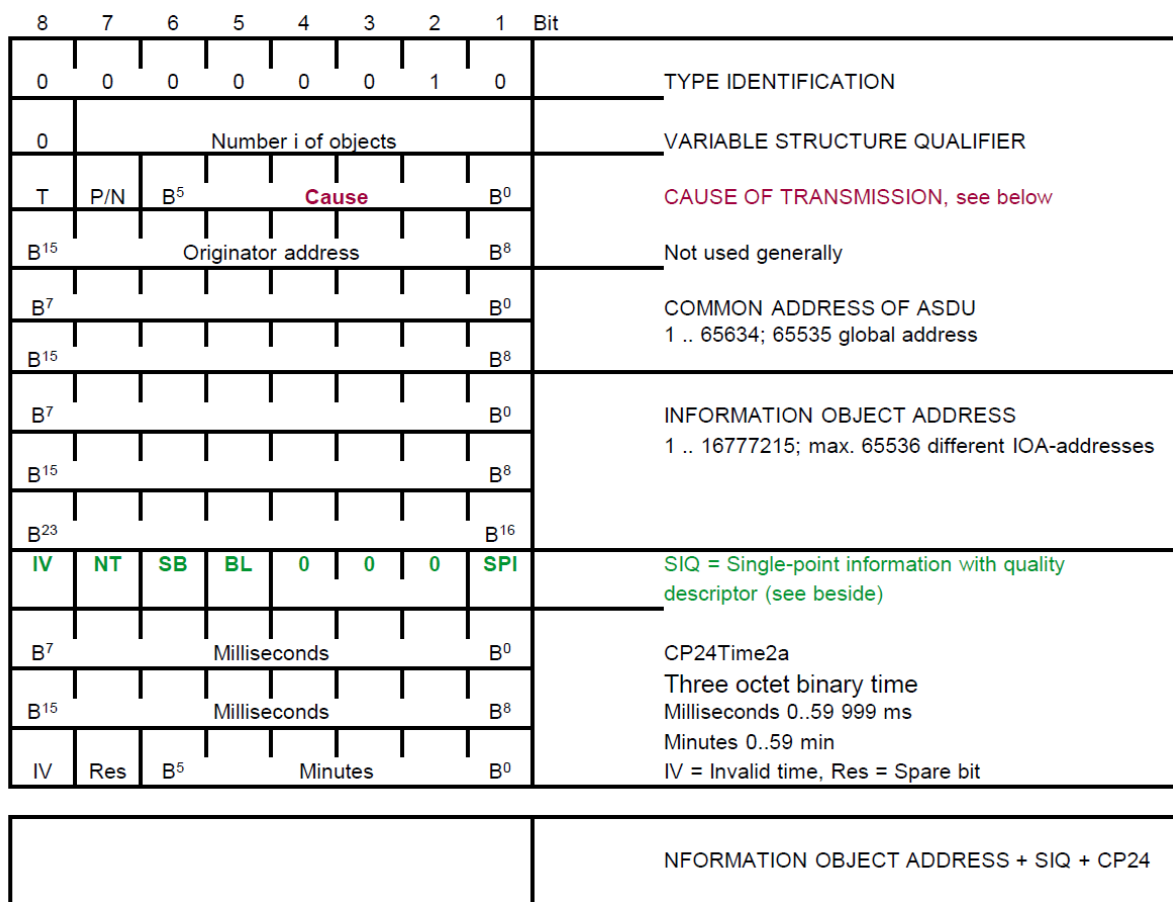 8 7 6 5 4 3 2 1 Bit
0 0 0 0 0 0 1 0 TYPE IDENTIFICATION
0 Number i of objects VARIABLE STRUCTURE QUALIFIER
T P/N B5 Cause B0 CAUSE OF TRANSMISSION, see below
B15 Originator address B8 Not used generally
B7 B0 COMMON ADDRESS OF ASDU
1 .. 65634; 65535 global address
B15 B8
B7 B0 INFORMATION OBJECT ADDRESS
1 .. 16777215; max. 65536 different IOA-addresses
B15 B8
B23 B16
IV NT SB BL 0 0 0 SPI SIQ = Single-point information with quality
descriptor (see beside)
B7 Milliseconds B0 CP24Time2a
Three octet binary time
B15 Milliseconds B8 Milliseconds 0..59 999 ms
Minutes 0..59 min
IV Res B5 Minutes B0 IV = Invalid time, Res = Spare bit
NFORMATION OBJECT ADDRESS + SIQ + CP24